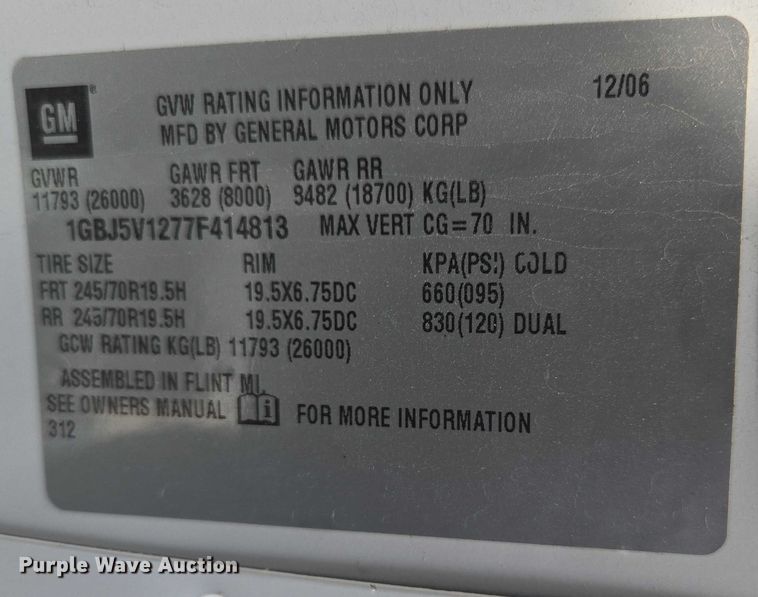 GM
GVW RATING INFORMATION ONLY 12/06
MFD BY GENERAL MOTORS CORP
GVWR GAWR FRT GAWR RR
11793 (26000) 3628 (8000) 8482 (18700) KG(LB)
1GBJ5V1277F414813 MAX VERT CG=70 IN.
TIRE SIZE RIM KPA(PSI) COLD
FRT 245/70R19.5H 19.5X6.75DC 660(095)
RR 245/70R19.5H 19.5X6.75DC 830(120) DUAL
GCW RATING KG(LB) 11793 (26000)
ASSEMBLED IN FLINT MI.
SEE OWNERS MANUAL i FOR MORE INFORMATION
312
Purple Wave Auction